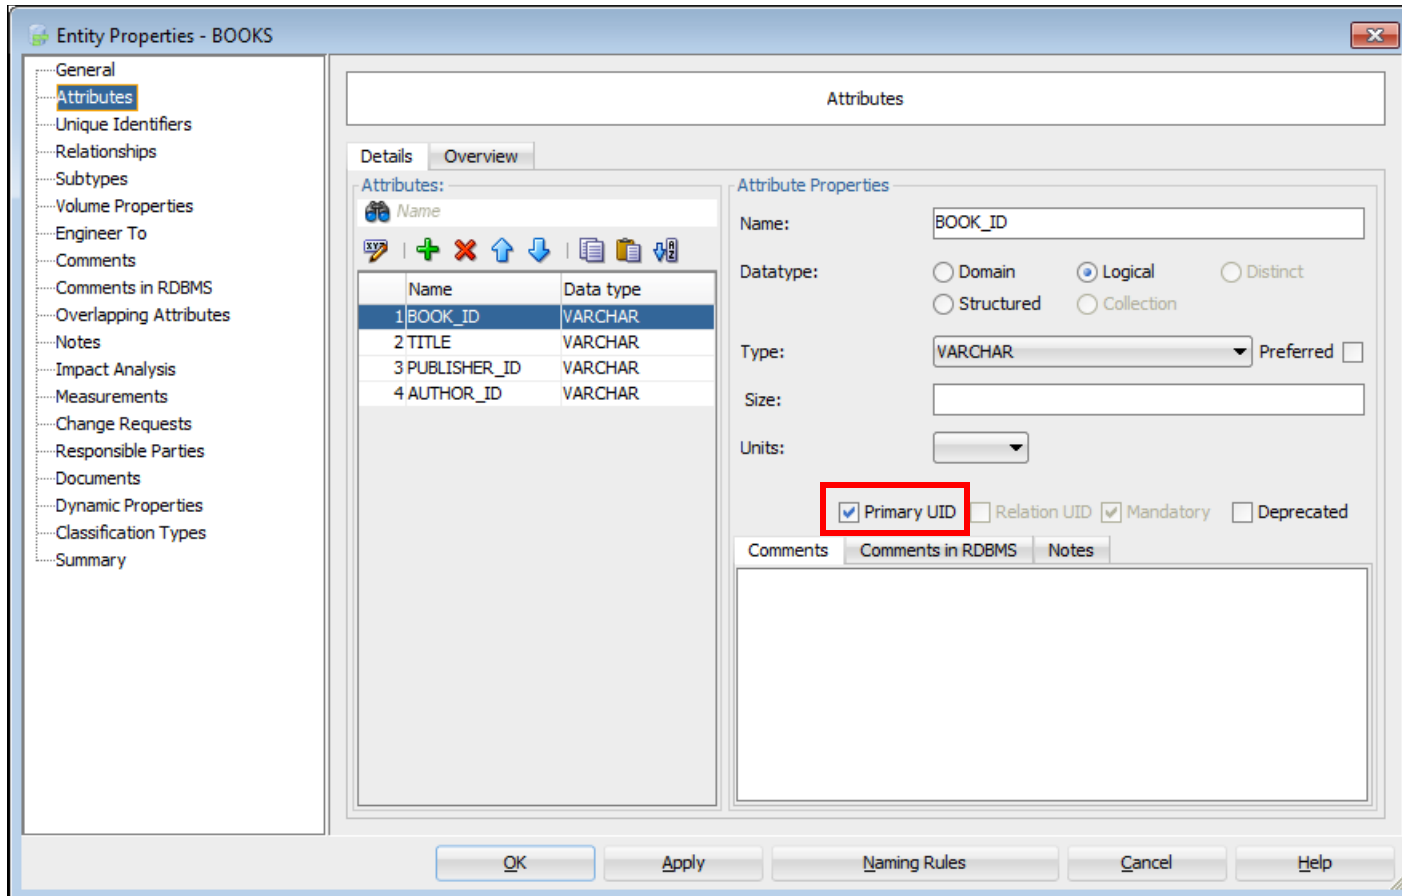 Entity Properties - BOOKS
General
Attributes
Unique Identifiers
Relationships
Subtypes
Volume Properties
Engineer To
Comments
Comments in RDBMS
Overlapping Attributes
Notes
Impact Analysis
Measurements
Change Requests
Responsible Parties
Documents
Dynamic Properties
Classification Types
Summary
Attributes
Details Overview
Attributes:
Name
XYZ
A
Z
Name Data type
1 BOOK_ID VARCHAR
2 TITLE VARCHAR
3 PUBLISHER_ID VARCHAR
4 AUTHOR_ID VARCHAR
Attribute Properties
Name: BOOK_ID
Datatype: Domain Logical Distinct
Structured Collection
Type: VARCHAR Preferred
Size:
Units:
Primary UID Relation UID Mandatory Deprecated
Comments Comments in RDBMS Notes
OK Apply Naming Rules Cancel Help